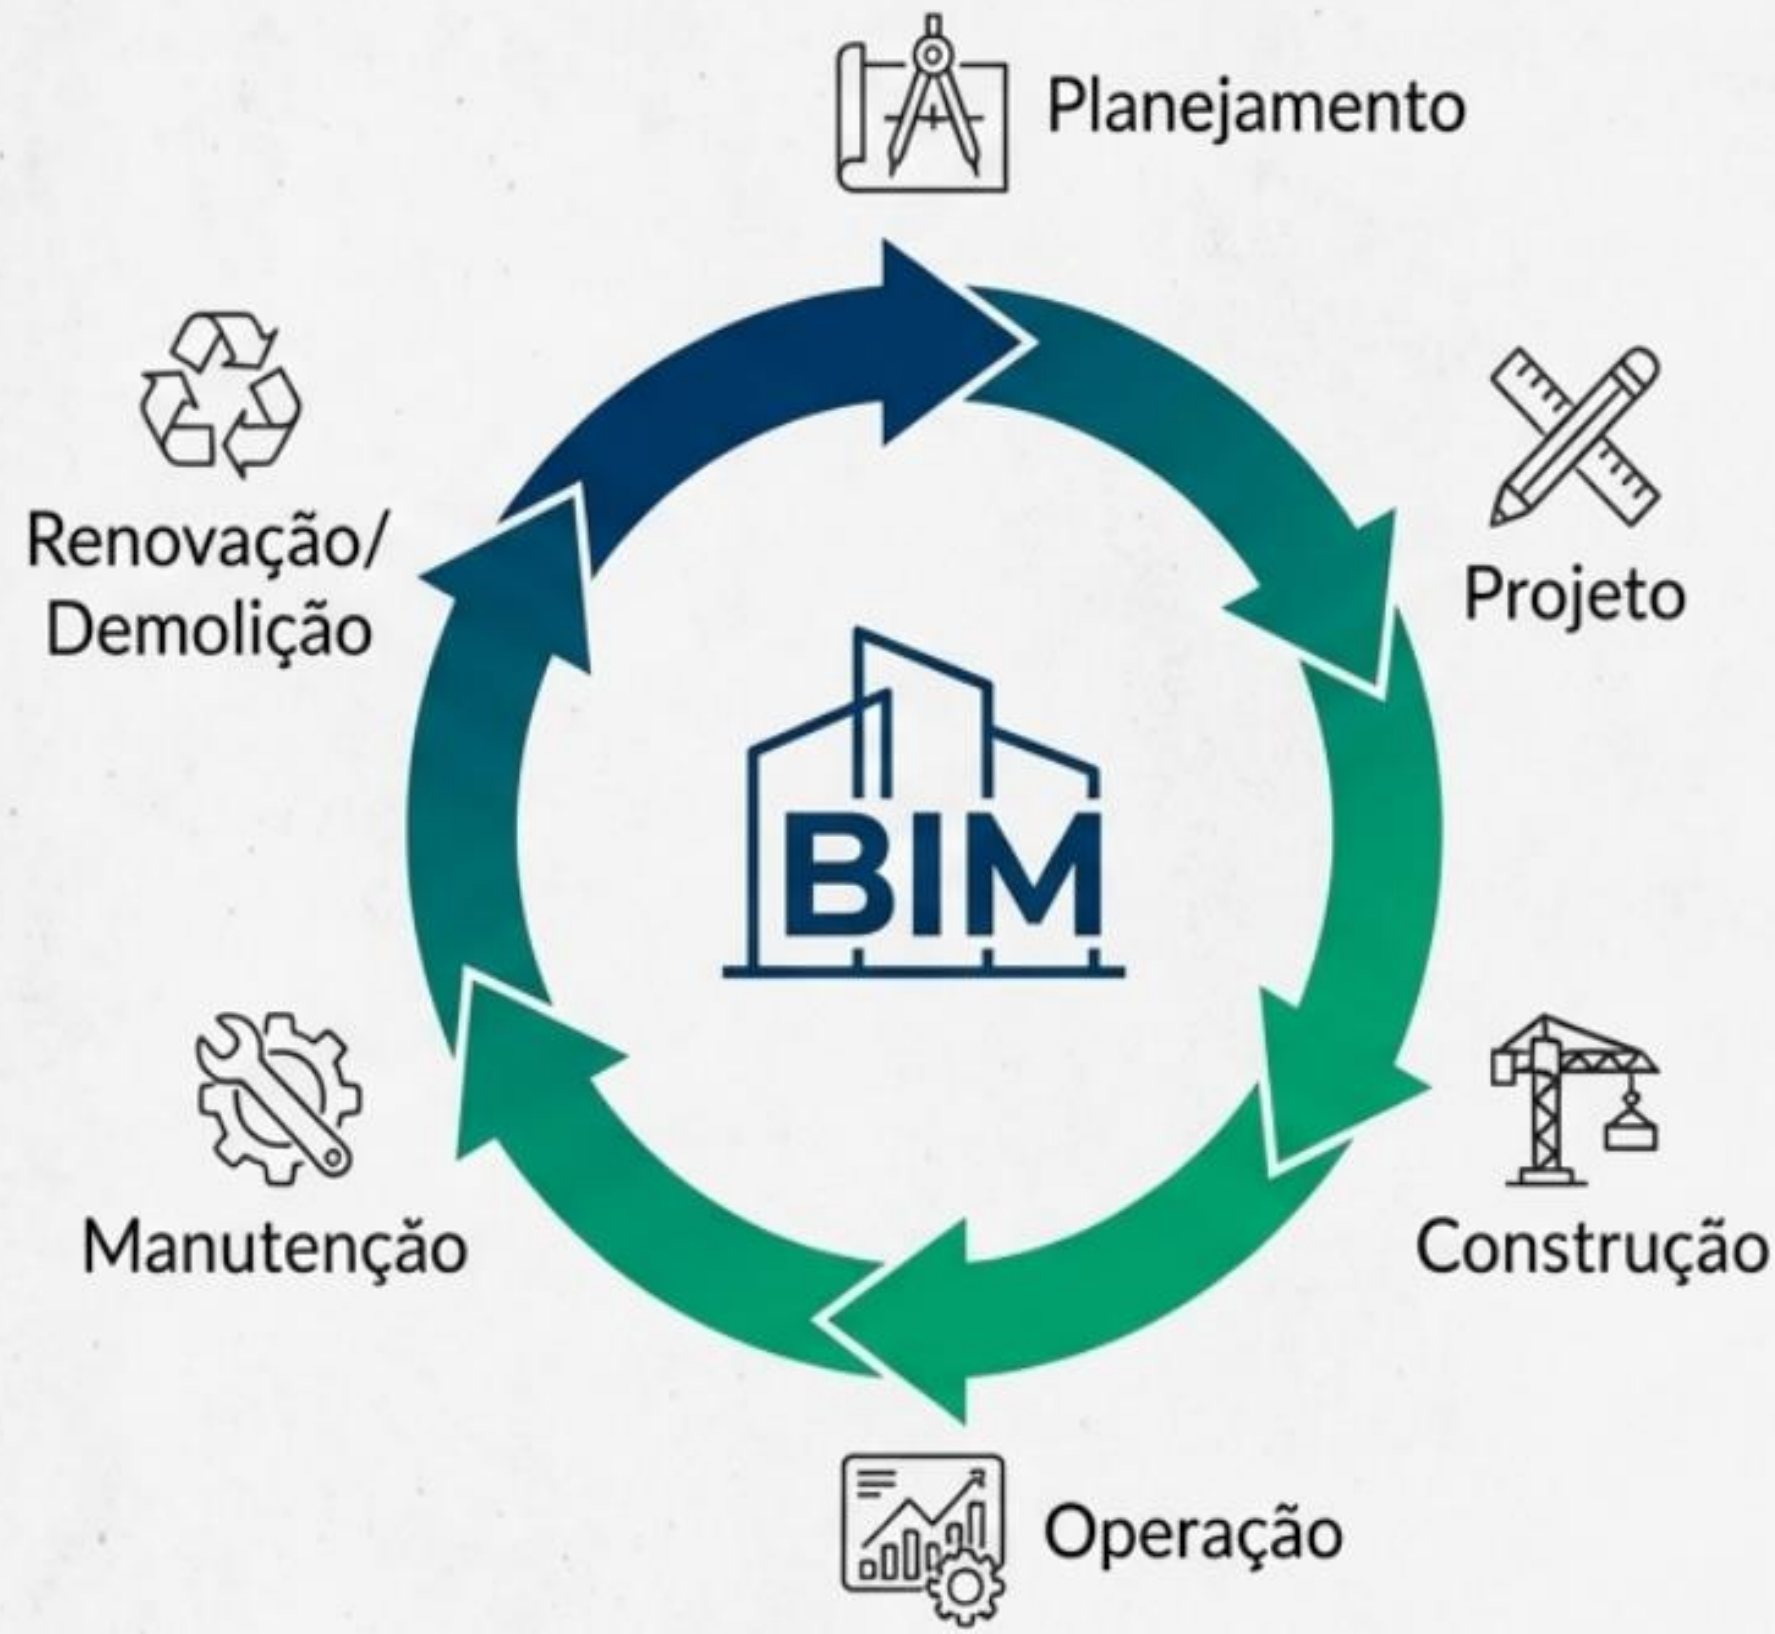 Planejamento
Projeto
Construção
Operação
Manutenção
Renovação/
Demolição
BIM